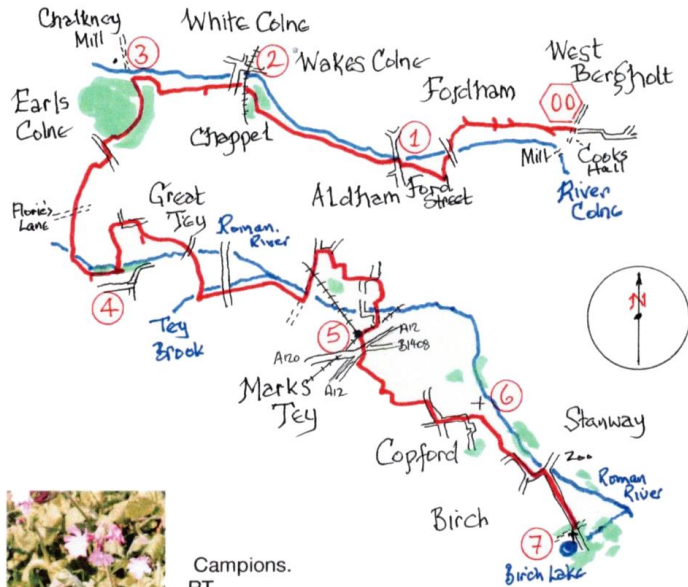 Chalkney
Mill
3
White Colne
2
Wakes Colne
West
Bergholt
00
Fordham
Earls
Colne
Chappel
1
Mill
Cooks
Hall
River
Colne
Aldham
Ford
Street
Florie's
Lane
Great
Tey
Roman
River
4
Tey
Brook
5
A12
B1408
A120
A12
Marks
Tey
N
6
Copford
Stanway
Zoo
Roman
River
Birch
7
Birch Lake
Campions.